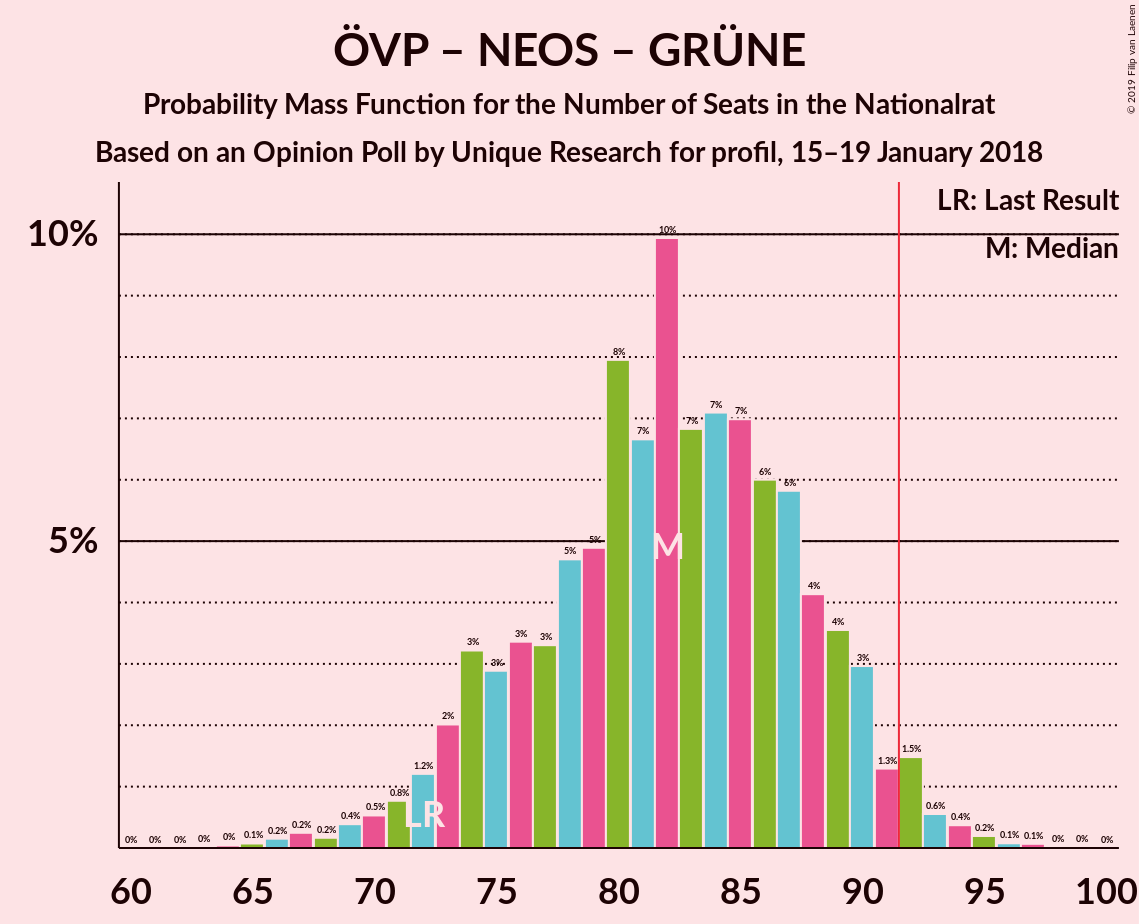 ÖVP – NEOS – GRÜNE
Probability Mass Function for the Number of Seats in the Nationalrat
Based on an Opinion Poll by Unique Research for profil, 15–19 January 2018
© 2019 Filip van Laenen
LR: Last Result
M: Median
10%
5%
0% 0% 0% 0% 0% 0.1% 0.2% 0.2% 0.2% 0.4% 0.5% 0.8% 1.2% 2% 3% 3% 3% 3% 5% 5% 8% 7% 10% 7% 7% 7% 6% 6% 4% 4% 3% 1.3% 1.5% 0.6% 0.4% 0.2% 0.1% 0.1% 0% 0% 0%
M
LR
60 65 70 75 80 85 90 95 100